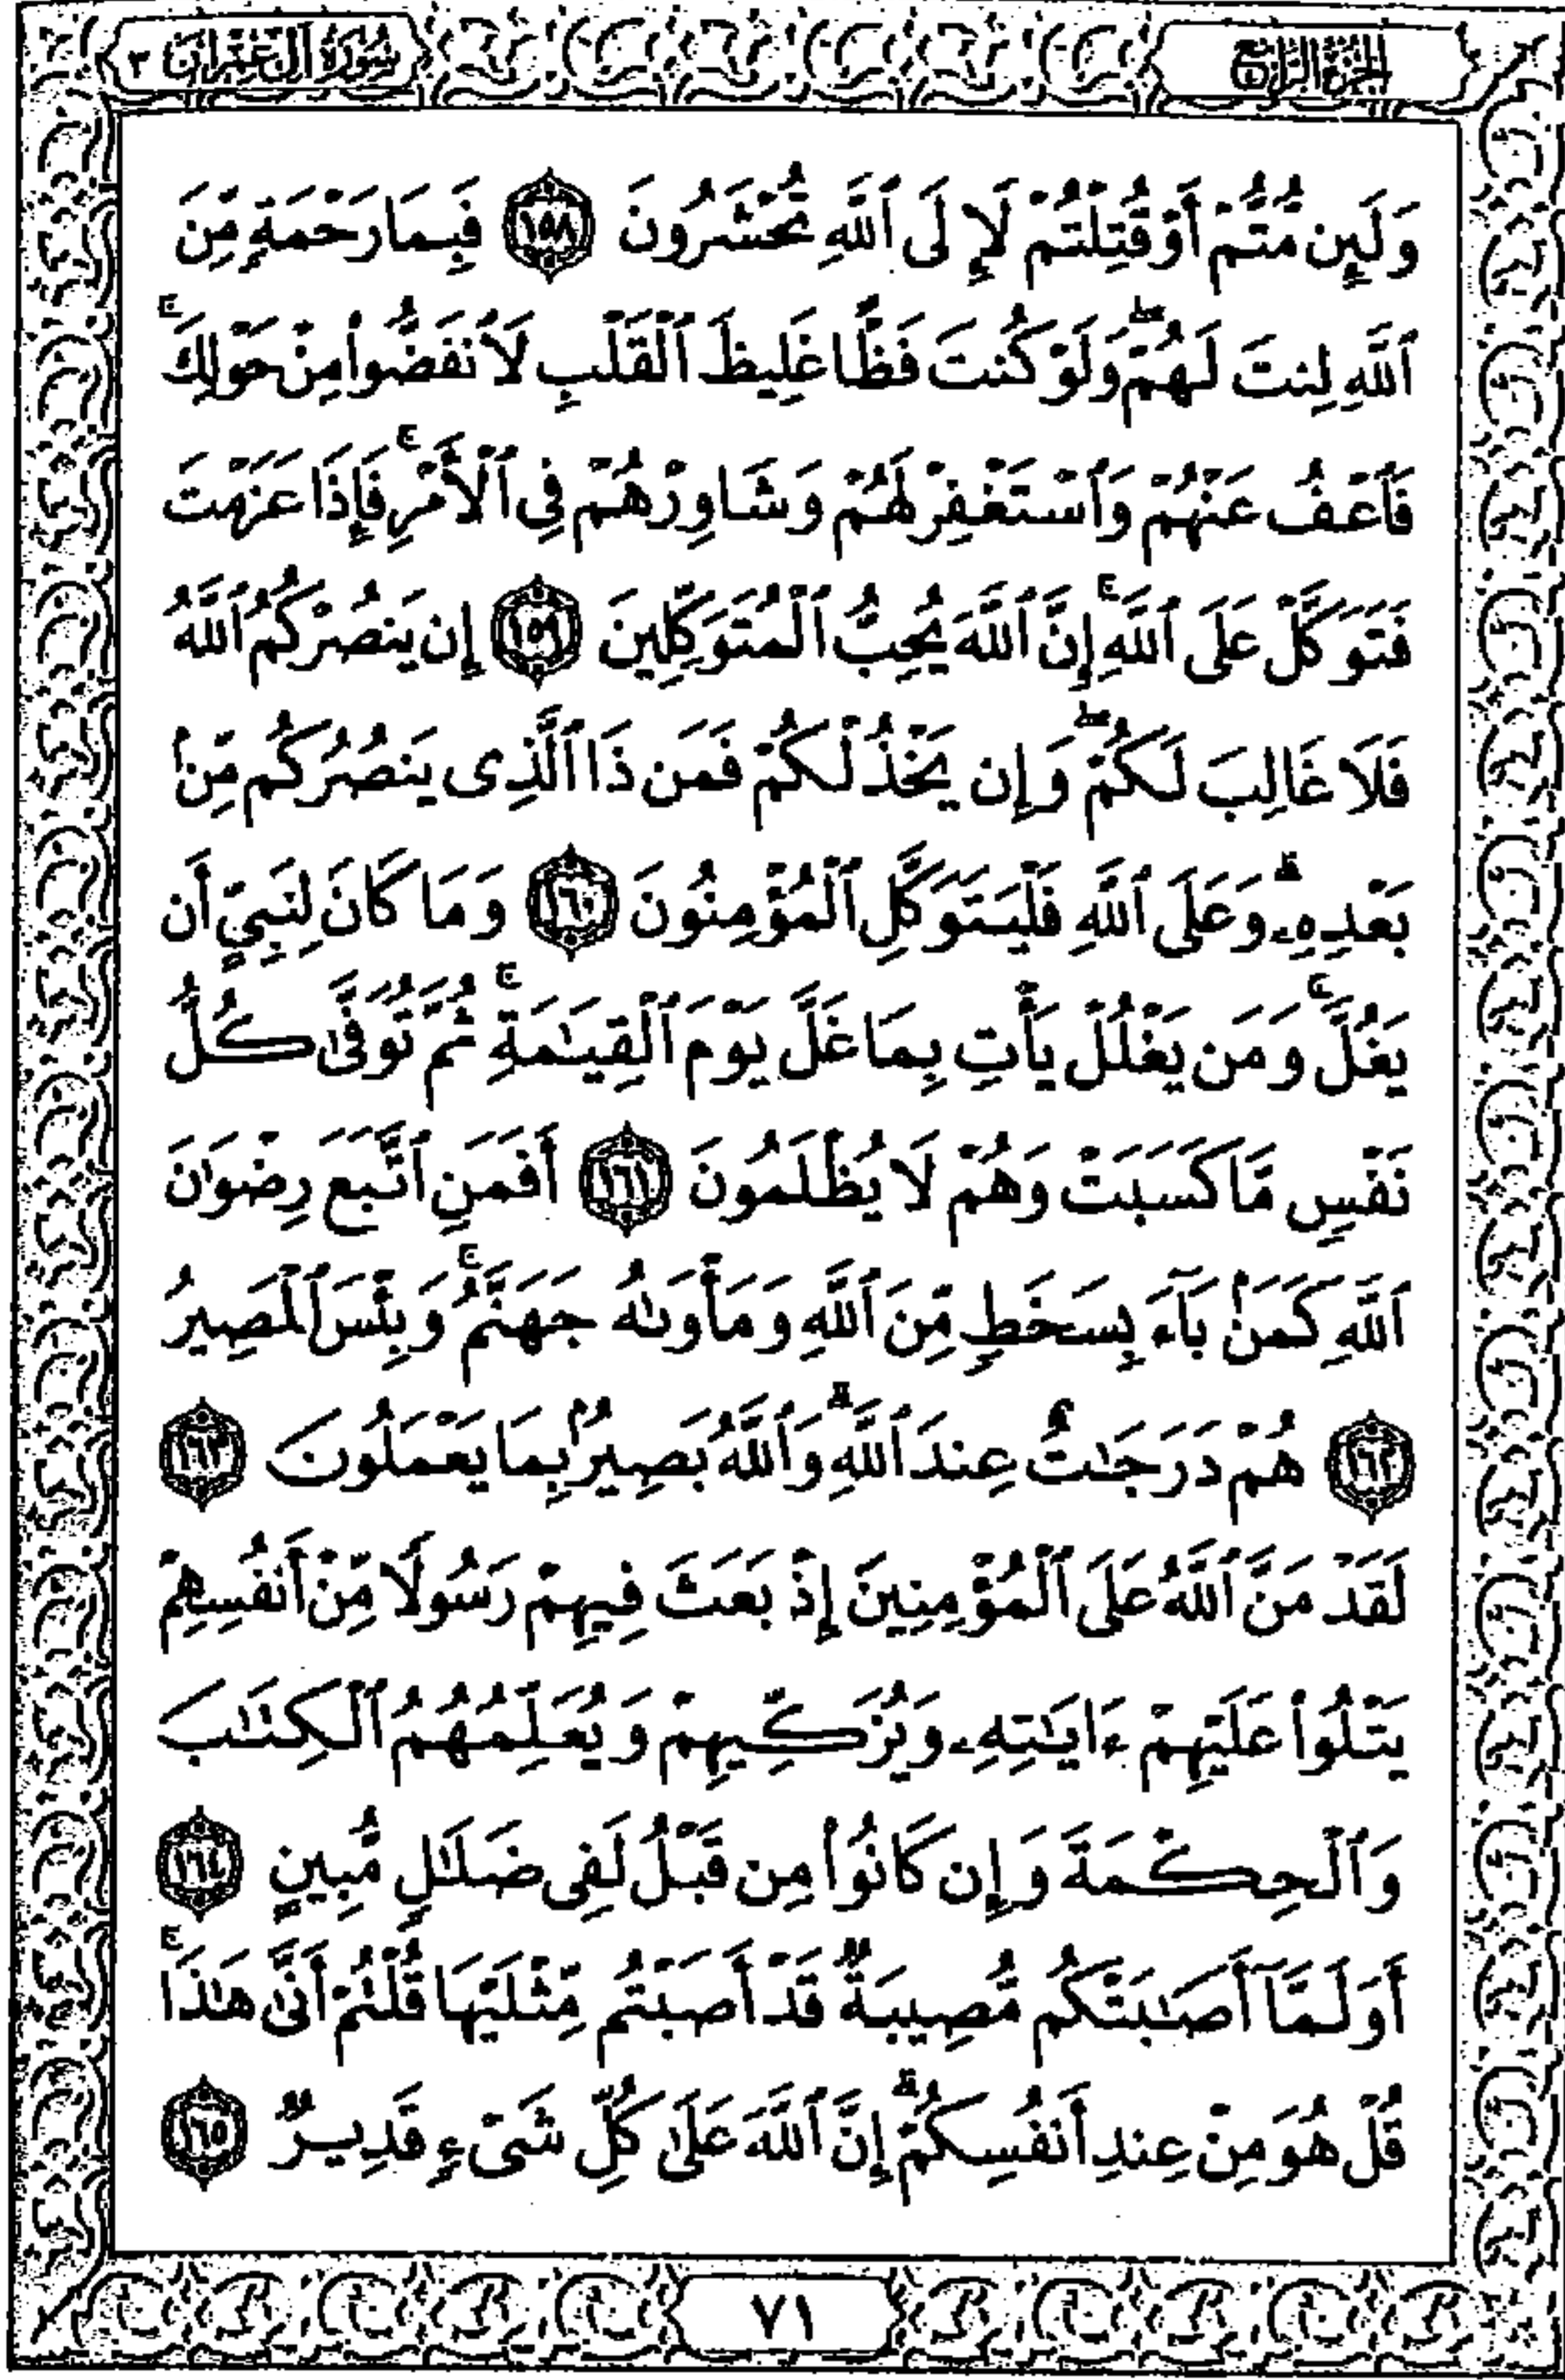 الجزء الرابع
سورة آل عمران ٣
وَلَئِن مُّتُّمْ أَوْ قُتِلْتُمْ لَإِلَى ٱللَّهِ تُحْشَرُونَ ١٥٨ فَبِمَا رَحْمَةٍ مِّنَ
ٱللَّهِ لِنتَ لَهُمْ ۖ وَلَوْ كُنتَ فَظًّا غَلِيظَ ٱلْقَلْبِ لَٱنفَضُّوا۟ مِنْ حَوْلِكَ ۖ
فَٱعْفُ عَنْهُمْ وَٱسْتَغْفِرْ لَهُمْ وَشَاوِرْهُمْ فِى ٱلْأَمْرِ ۚ فَإِذَا عَزَمْتَ
فَتَوَكَّلْ عَلَى ٱللَّهِ ۚ إِنَّ ٱللَّهَ يُحِبُّ ٱلْمُتَوَكِّلِينَ ١٥٩ إِن يَنصُرْكُمُ ٱللَّهُ
فَلَا غَالِبَ لَكُمْ ۖ وَإِن يَخْذُلْكُمْ فَمَن ذَا ٱلَّذِى يَنصُرُكُم مِّنۢ
بَعْدِهِۦ ۗ وَعَلَى ٱللَّهِ فَلْيَتَوَكَّلِ ٱلْمُؤْمِنُونَ ١٦٠ وَمَا كَانَ لِنَبِىٍّ أَن
يَغُلَّ ۚ وَمَن يَغْلُلْ يَأْتِ بِمَا غَلَّ يَوْمَ ٱلْقِيَـٰمَةِ ۚ ثُمَّ تُوَفَّىٰ كُلُّ
نَفْسٍ مَّا كَسَبَتْ وَهُمْ لَا يُظْلَمُونَ ١٦١ أَفَمَنِ ٱتَّبَعَ رِضْوَٰنَ
ٱللَّهِ كَمَنۢ بَآءَ بِسَخَطٍ مِّنَ ٱللَّهِ وَمَأْوَىٰهُ جَهَنَّمُ ۚ وَبِئْسَ ٱلْمَصِيرُ
١٦٢ هُمْ دَرَجَـٰتٌ عِندَ ٱللَّهِ ۗ وَٱللَّهُ بَصِيرٌۢ بِمَا يَعْمَلُونَ ١٦٣
لَقَدْ مَنَّ ٱللَّهُ عَلَى ٱلْمُؤْمِنِينَ إِذْ بَعَثَ فِيهِمْ رَسُولًا مِّنْ أَنفُسِهِمْ
يَتْلُوا۟ عَلَيْهِمْ ءَايَـٰتِهِۦ وَيُزَكِّيهِمْ وَيُعَلِّمُهُمُ ٱلْكِتَـٰبَ
وَٱلْحِكْمَةَ وَإِن كَانُوا۟ مِن قَبْلُ لَفِى ضَلَـٰلٍ مُّبِينٍ ١٦٤
أَوَلَمَّآ أَصَـٰبَتْكُم مُّصِيبَةٌ قَدْ أَصَبْتُم مِّثْلَيْهَا قُلْتُمْ أَنَّىٰ هَـٰذَا ۖ
قُلْ هُوَ مِنْ عِندِ أَنفُسِكُمْ ۗ إِنَّ ٱللَّهَ عَلَىٰ كُلِّ شَىْءٍ قَدِيرٌ ١٦٥
٧١